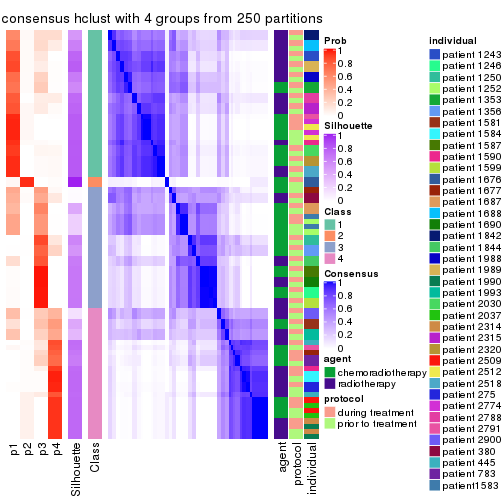 consensus hclust with 4 groups from 250 partitions
Prob
1
0.8
0.6
0.4
0.2
0
Silhouette
1
0.8
0.6
0.4
0.2
0
Class
1
2
3
4
Consensus
1
0.8
0.6
0.4
0.2
0
agent
chemoradiotherapy
radiotherapy
protocol
during treatment
prior to treatment
individual
patient 1243
patient 1246
patient 1250
patient 1252
patient 1353
patient 1356
patient 1581
patient 1584
patient 1587
patient 1590
patient 1599
patient 1676
patient 1677
patient 1687
patient 1688
patient 1690
patient 1842
patient 1844
patient 1988
patient 1989
patient 1990
patient 1993
patient 2030
patient 2037
patient 2314
patient 2315
patient 2320
patient 2509
patient 2512
patient 2518
patient 275
patient 2774
patient 2788
patient 2791
patient 2900
patient 380
patient 445
patient 783
patient1583
p1
p2
p3
p4
Silhouette
Class
agent
protocol
individual